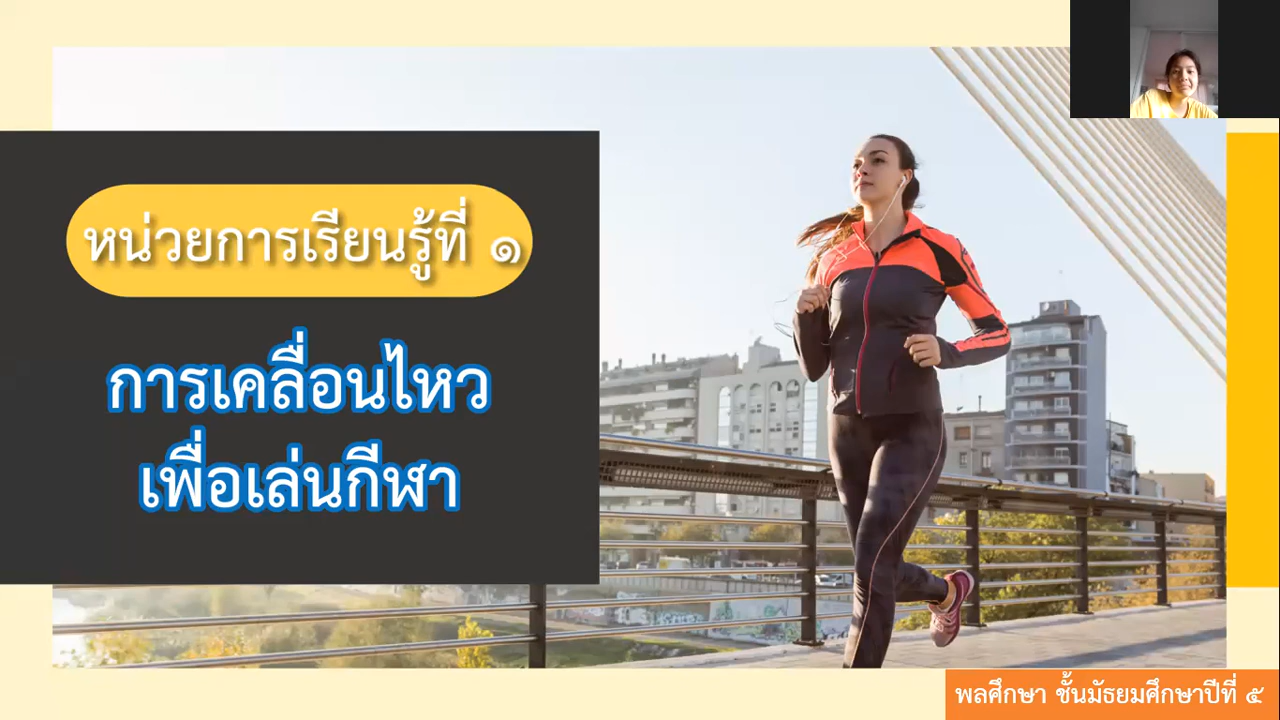 หน่วยการเรียนรู้ที่ ๑
การเคลื่อนไหว
เพื่อเล่นกีฬา
พลศึกษา ชั้นมัธยมศึกษาปีที่ ๕